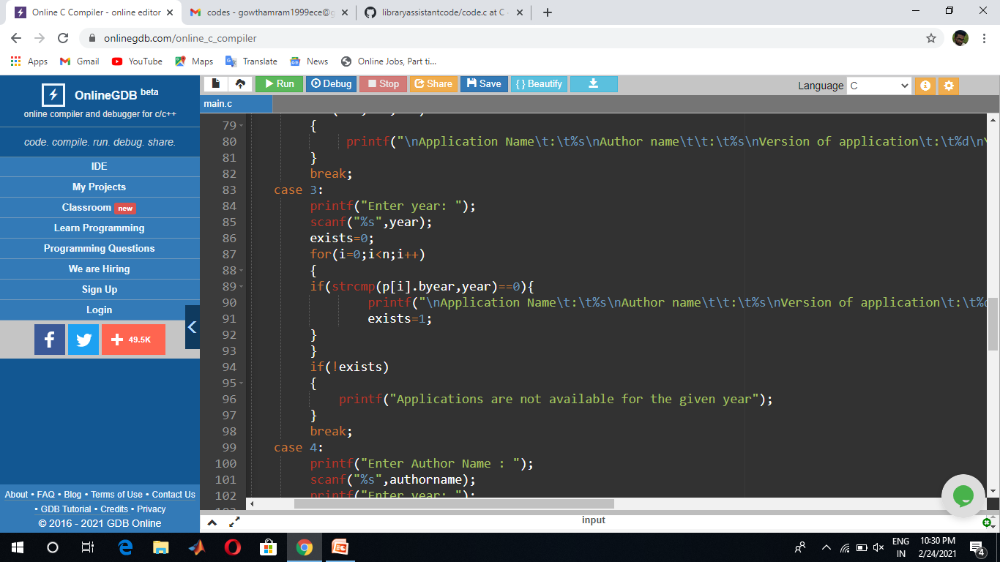 Online C Compiler - online editor
codes - gowthamram1999ece@g
libraryassistantcode/code.c at C
onlinegdb.com/online_c_compiler
Apps
Gmail
YouTube
Maps
Translate
News
Online Jobs, Part ti...
OnlineGDB beta
online compiler and debugger for c/c++
code. compile. run. debug. share.
IDE
My Projects
Classroom new
Learn Programming
Programming Questions
We are Hiring
Sign Up
Login
49.5K
About • FAQ • Blog • Terms of Use • Contact Us
• GDB Tutorial • Credits • Privacy
© 2016 - 2021 GDB Online
Run
Debug
Stop
Share
Save
{ } Beautify
Language C
main.c
79 {
80 printf("\nApplication Name\t:\t%s\nAuthor name\t\t:\t%s\nVersion of application\t:\t%d\n
81 }
82 break;
83 case 3:
84 printf("Enter year: ");
85 scanf("%s",year);
86 exists=0;
87 for(i=0;i<n;i++)
88 {
89 if(strcmp(p[i].byear,year)==0){
90 printf("\nApplication Name\t:\t%s\nAuthor name\t\t:\t%s\nVersion of application\t:\t%d
91 exists=1;
92 }
93 }
94 if(!exists)
95 {
96 printf("Applications are not available for the given year");
97 }
98 break;
99 case 4:
100 printf("Enter Author Name : ");
101 scanf("%s",authorname);
102 printf("Enter year: ");
input
ENG
IN
10:30 PM
2/24/2021
4